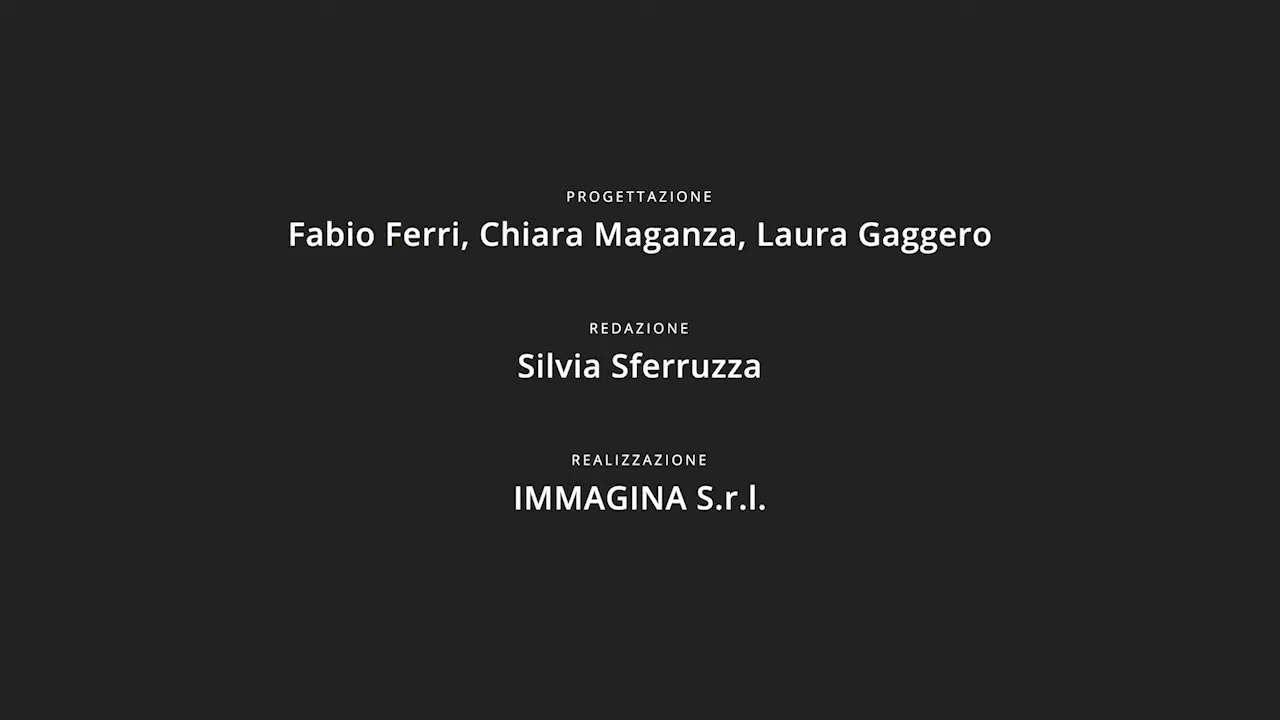 PROGETTAZIONE
Fabio Ferri, Chiara Maganza, Laura Gaggero
REDAZIONE
Silvia Sferruzza
REALIZZAZIONE
IMMAGINA S.r.l.